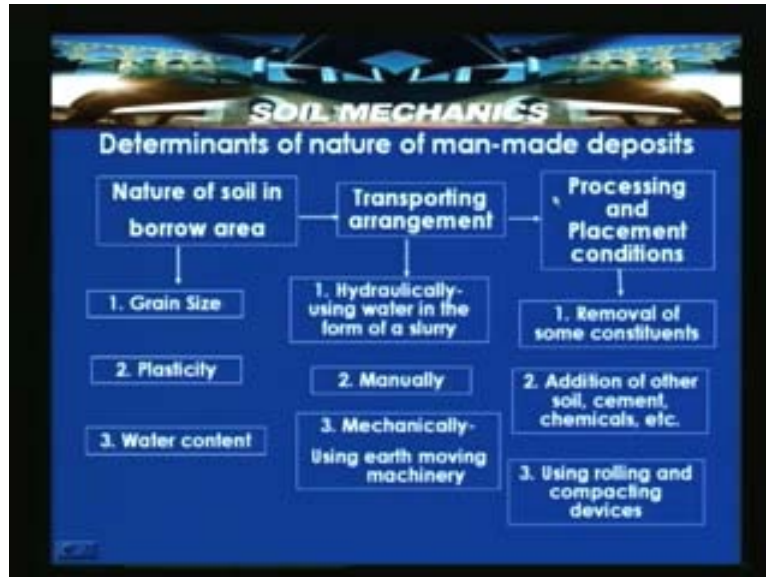 SOIL MECHANICS
Determinants of nature of man-made deposits
Nature of soil in
borrow area
Transporting
arrangement
Processing
and
Placement
conditions
1. Grain Size
2. Plasticity
3. Water content
1. Hydraulically-
using water in the
form of a slurry
2. Manually
3. Mechanically-
Using earth moving
machinery
1. Removal of
some constituents
2. Addition of other
soil, cement,
chemicals, etc.
3. Using rolling and
compacting
devices